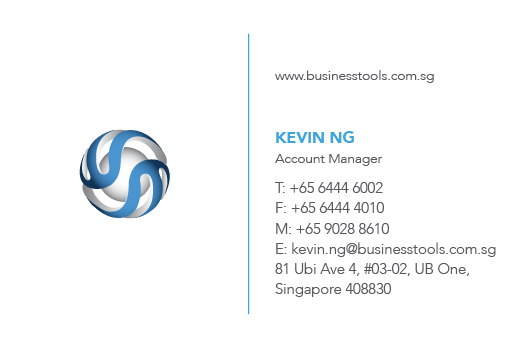 www.businesstools.com.sg
KEVIN NG
Account Manager
T: +65 6444 6002
F: +65 6444 4010
M: +65 9028 8610
E: kevin.ng@businesstools.com.sg
81 Ubi Ave 4, #03-02, UB One,
Singapore 408830